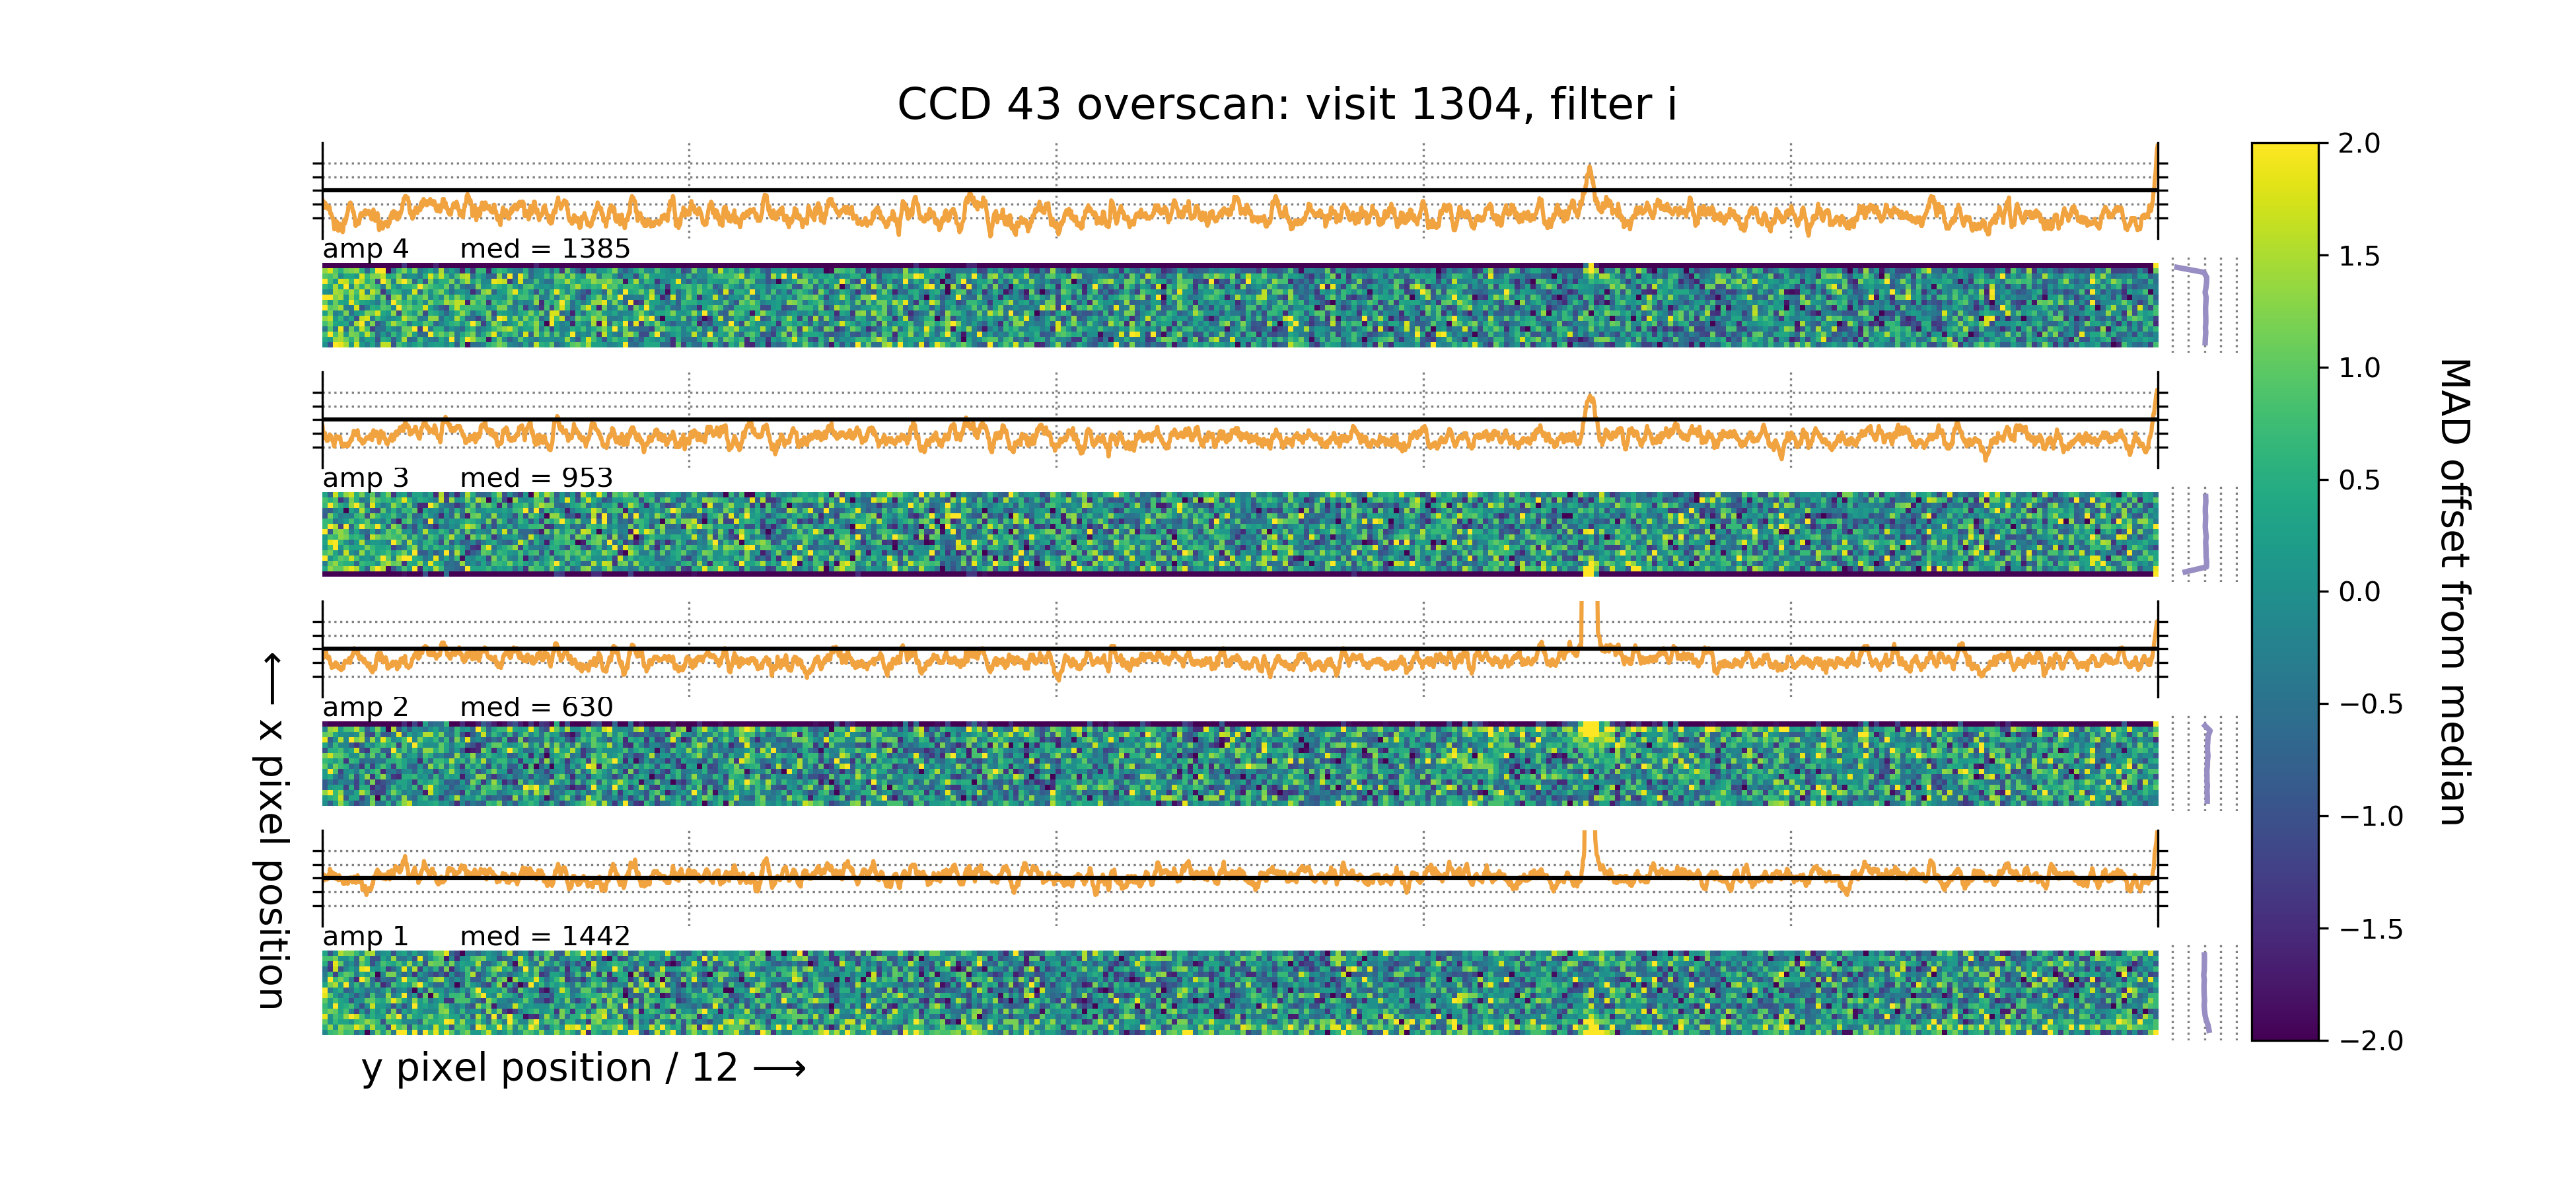 CCD 43 overscan: visit 1304, filter i
amp 4 med = 1385
amp 3 med = 953
amp 2 med = 630
amp 1 med = 1442
⟵ x pixel position
y pixel position / 12 ⟶
2.0
1.5
1.0
0.5
0.0
−0.5
−1.0
−1.5
−2.0
MAD offset from median